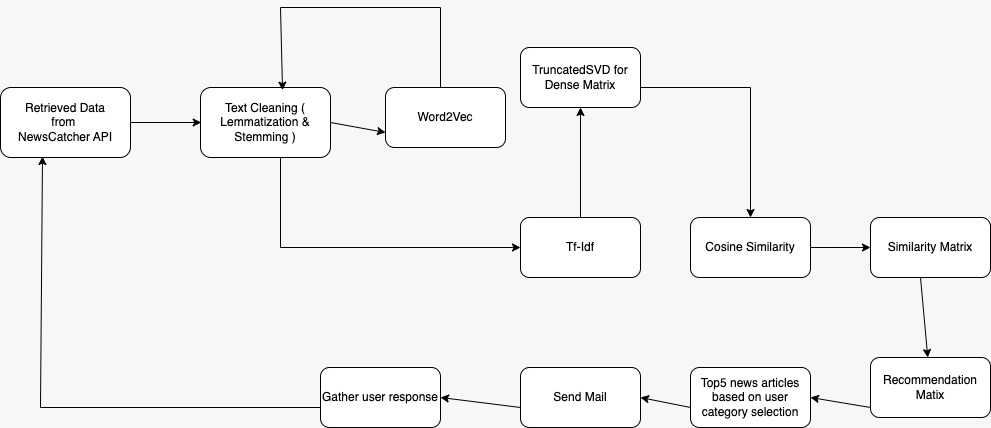 Retrieved Data
from
NewsCatcher API
Text Cleaning (
Lemmatization &
Stemming )
Word2Vec
TruncatedSVD for
Dense Matrix
Tf-Idf
Cosine Similarity
Similarity Matrix
Recommendation
Matix
Top5 news articles
based on user
category selection
Send Mail
Gather user response